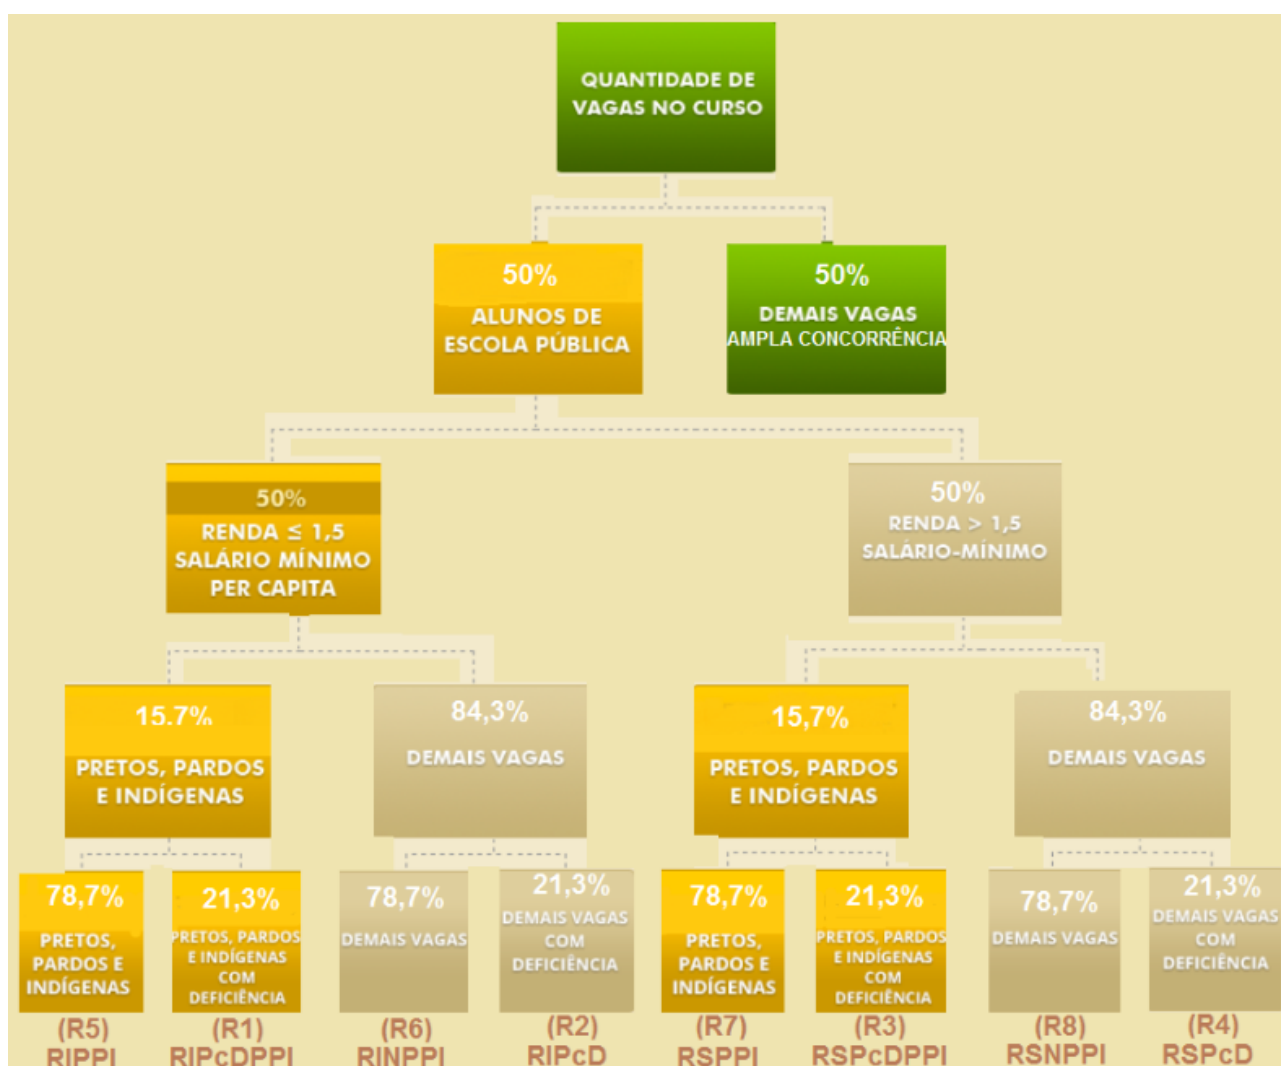 QUANTIDADE DE
VAGAS NO CURSO
50%
ALUNOS DE
ESCOLA PÚBLICA
50%
DEMAIS VAGAS
AMPLA CONCORRÊNCIA
50%
RENDA ≤ 1,5
SALÁRIO MÍNIMO
PER CAPITA
50%
RENDA > 1,5
SALÁRIO-MÍNIMO
15.7%
PRETOS, PARDOS
E INDÍGENAS
84,3%
DEMAIS VAGAS
15,7%
PRETOS, PARDOS
E INDÍGENAS
84,3%
DEMAIS VAGAS
78,7%
PRETOS,
PARDOS E
INDÍGENAS
(R5)
RIPPI
21,3%
PRETOS, PARDOS
E INDÍGENAS
COM
DEFICIÊNCIA
(R1)
RIPcDPPI
78,7%
DEMAIS VAGAS
(R6)
RINPPI
21,3%
DEMAIS VAGAS
COM
DEFICIÊNCIA
(R2)
RIPcD
78,7%
PRETOS,
PARDOS E
INDÍGENAS
(R7)
RSPPI
21,3%
PRETOS, PARDOS
E INDÍGENAS
COM
DEFICIÊNCIA
(R3)
RSPcDPPI
78,7%
DEMAIS VAGAS
(R8)
RSNPPI
21,3%
DEMAIS VAGAS
COM
DEFICIÊNCIA
(R4)
RSPcD